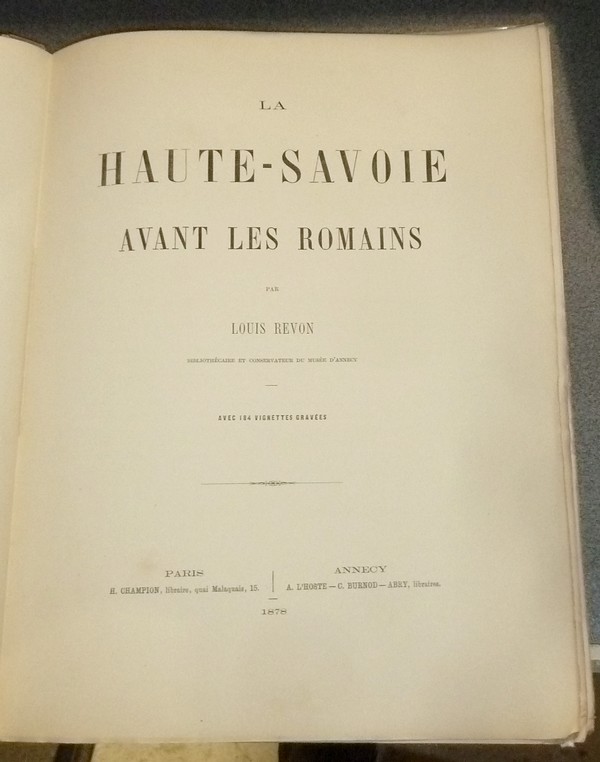 LA
HAUTE-SAVOIE
AVANT LES ROMAINS
PAR
LOUIS REVON
BIBLIOTHÉCAIRE ET CONSERVATEUR DU MUSÉE D'ANNECY
AVEC 184 VIGNETTES GRAVÉES
PARIS
H. CHAMPION, libraire, quai Malaquais, 15.
ANNECY
A. L'HOSTE — C. BURNOD — ABRY, libraires.
1878